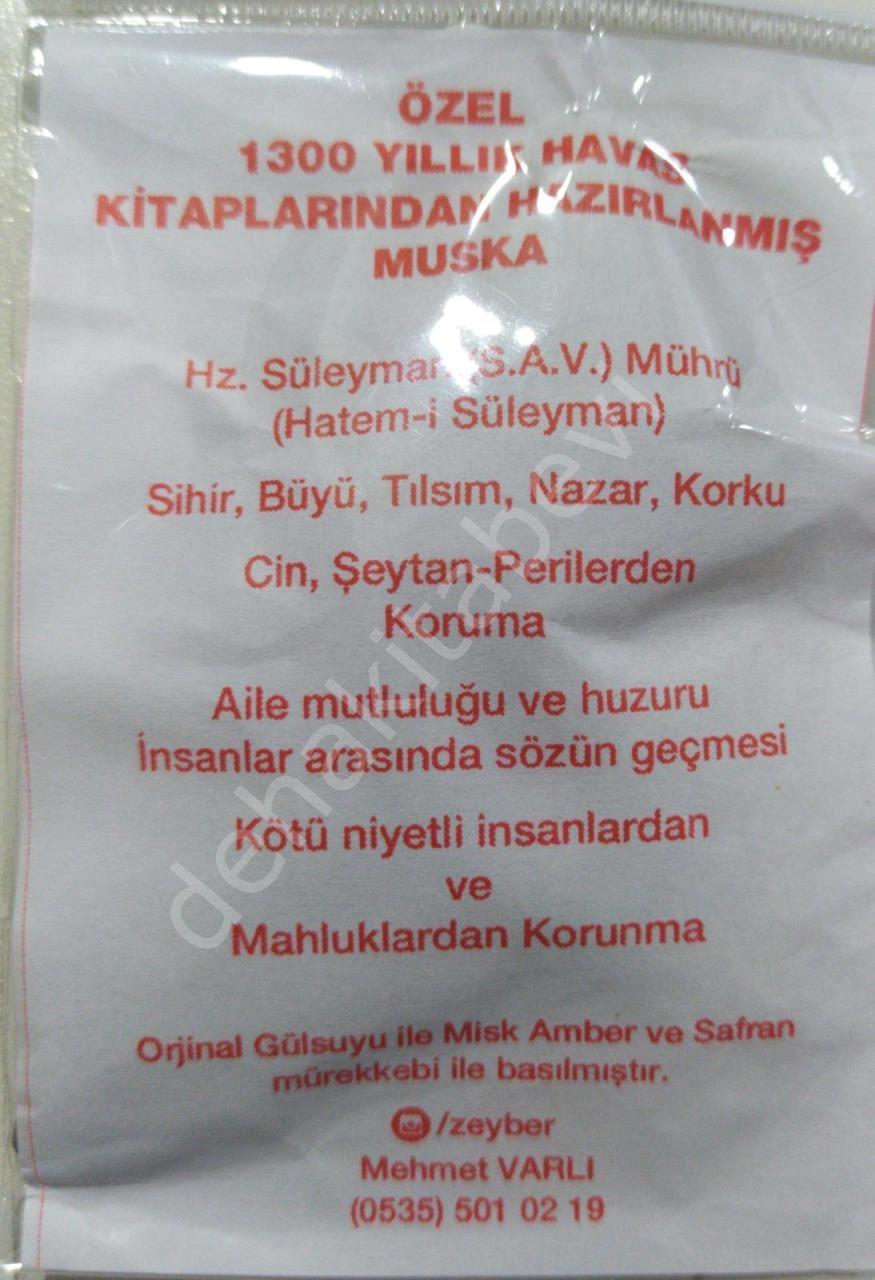 ÖZEL
1300 YILLIK HAVAS
KİTAPLARINDAN HAZIRLANMIŞ
MUSKA
Hz. Süleyman (S.A.V.) Mührü
(Hatem-i Süleyman)
Sihir, Büyü, Tılsım, Nazar, Korku
Cin, Şeytan-Perilerden
Koruma
Aile mutluluğu ve huzuru
İnsanlar arasında sözün geçmesi
Kötü niyetli insanlardan
ve
Mahluklardan Korunma
Orjinal Gülsuyu ile Misk Amber ve Safran
mürekkebi ile basılmıştır.
/zeyber
Mehmet VARLI
(0535) 501 02 19
dehakitabevi